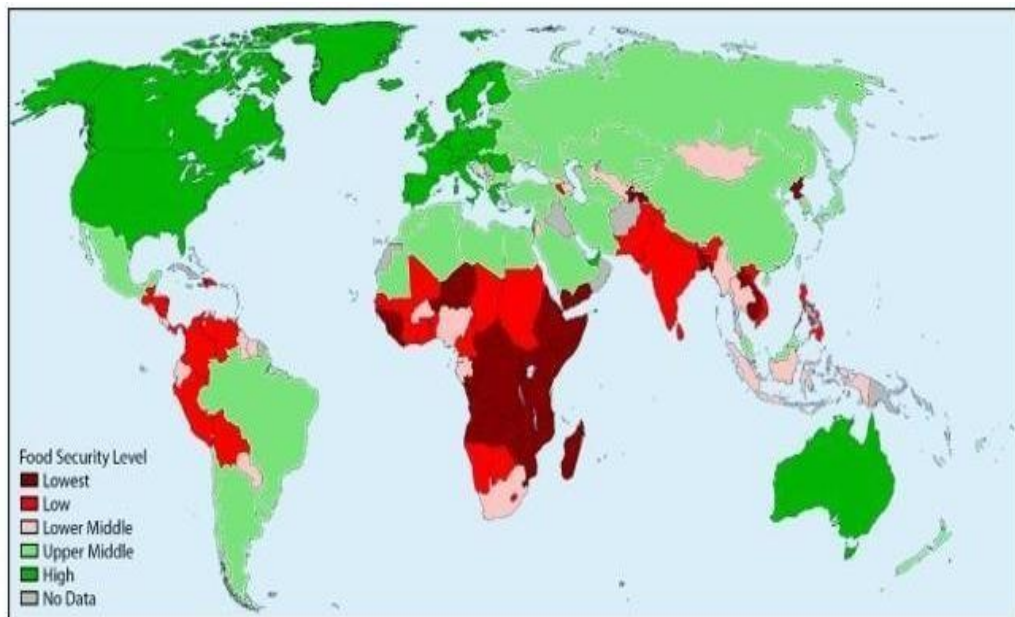 Food Security Level
Lowest
Low
Lower Middle
Upper Middle
High
No Data